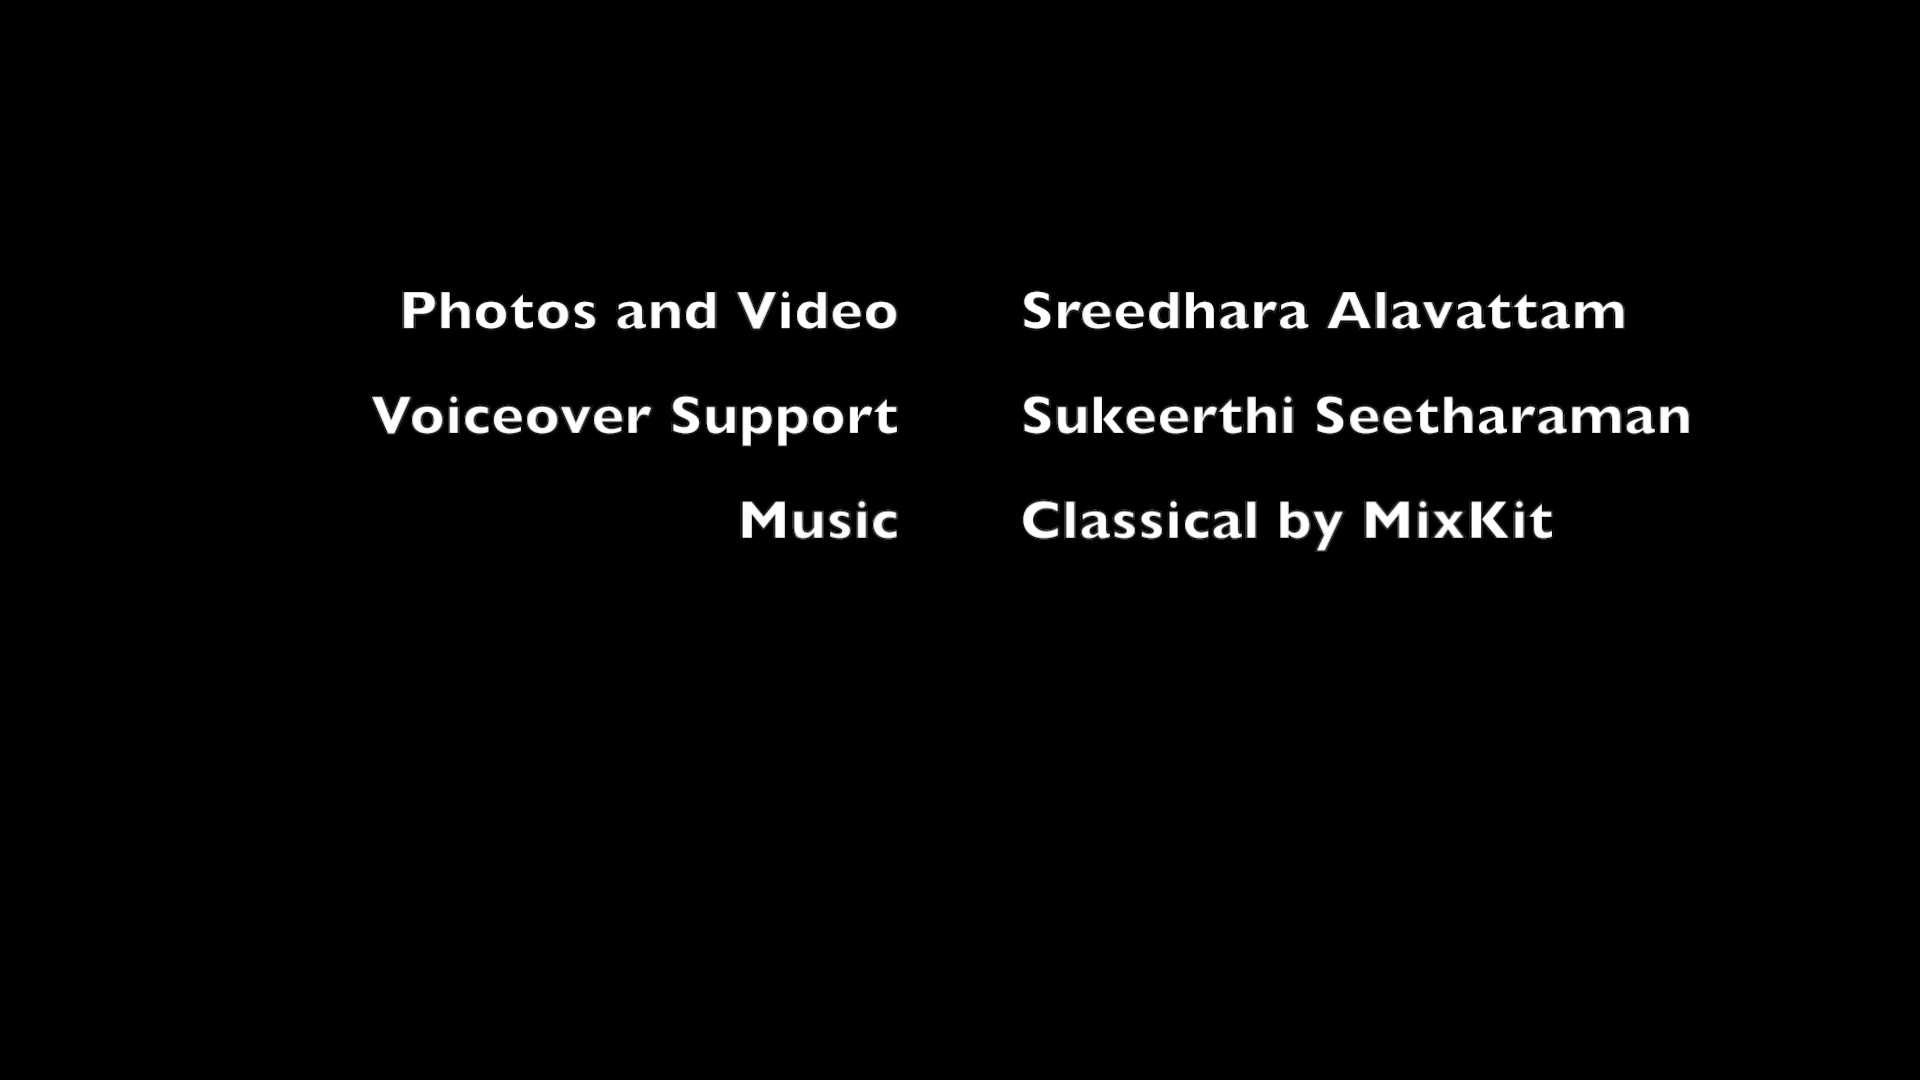 Photos and Video Sreedhara Alavattam
Voiceover Support Sukeerthi Seetharaman
Music Classical by MixKit